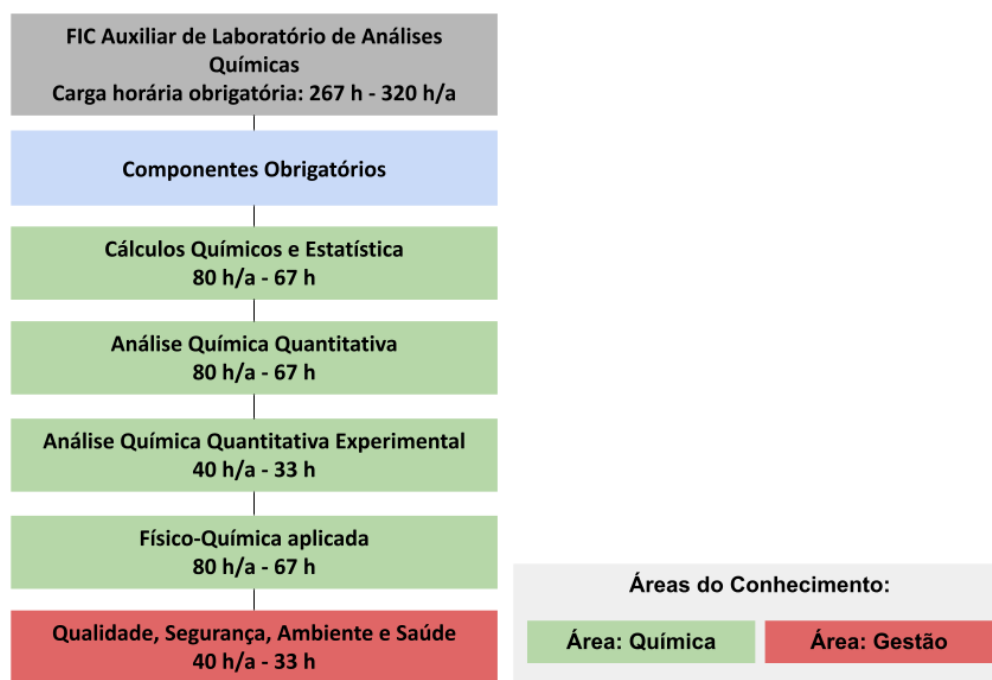 FIC Auxiliar de Laboratório de Análises
Químicas
Carga horária obrigatória: 267 h - 320 h/a
Componentes Obrigatórios
Cálculos Químicos e Estatística
80 h/a - 67 h
Análise Química Quantitativa
80 h/a - 67 h
Análise Química Quantitativa Experimental
40 h/a - 33 h
Físico-Química aplicada
80 h/a - 67 h
Qualidade, Segurança, Ambiente e Saúde
40 h/a - 33 h
Áreas do Conhecimento:
Área: Química
Área: Gestão